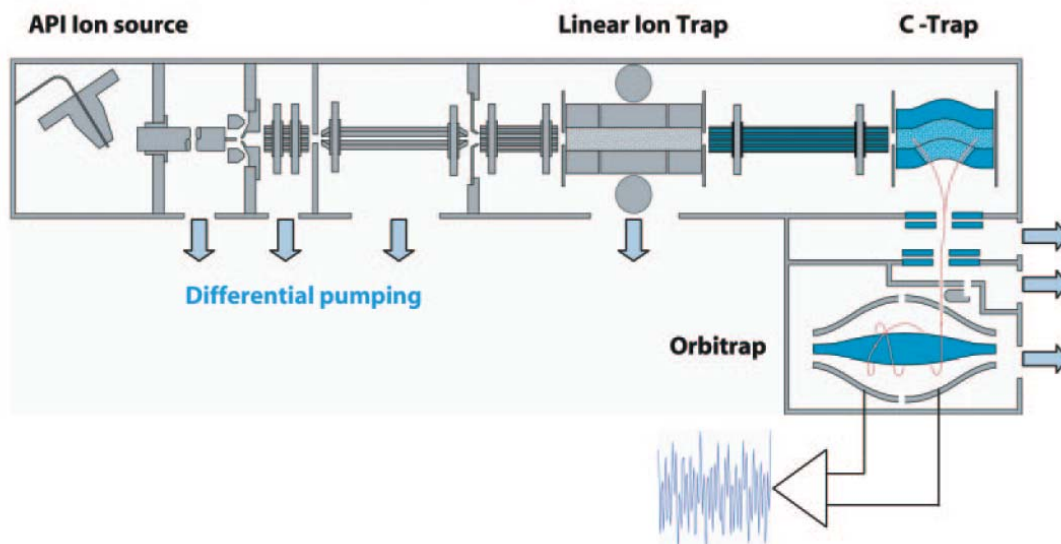 API Ion source
Linear Ion Trap
C -Trap
Differential pumping
Orbitrap